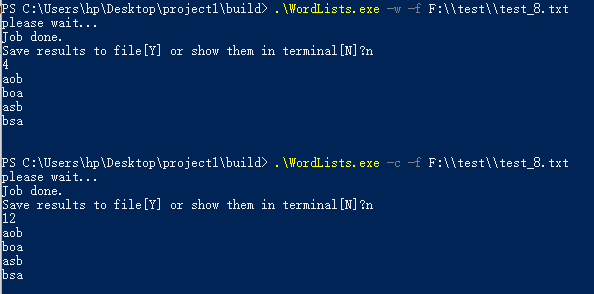 PS C:\Users\hp\Desktop\project1\build> .\WordLists.exe -w -f F:\\test\\test_8.txt
please wait...
Job done.
Save results to file[Y] or show them in terminal[N]?n
4
aob
boa
asb
bsa
PS C:\Users\hp\Desktop\project1\build> .\WordLists.exe -c -f F:\\test\\test_8.txt
please wait...
Job done.
Save results to file[Y] or show them in terminal[N]?n
12
aob
boa
asb
bsa